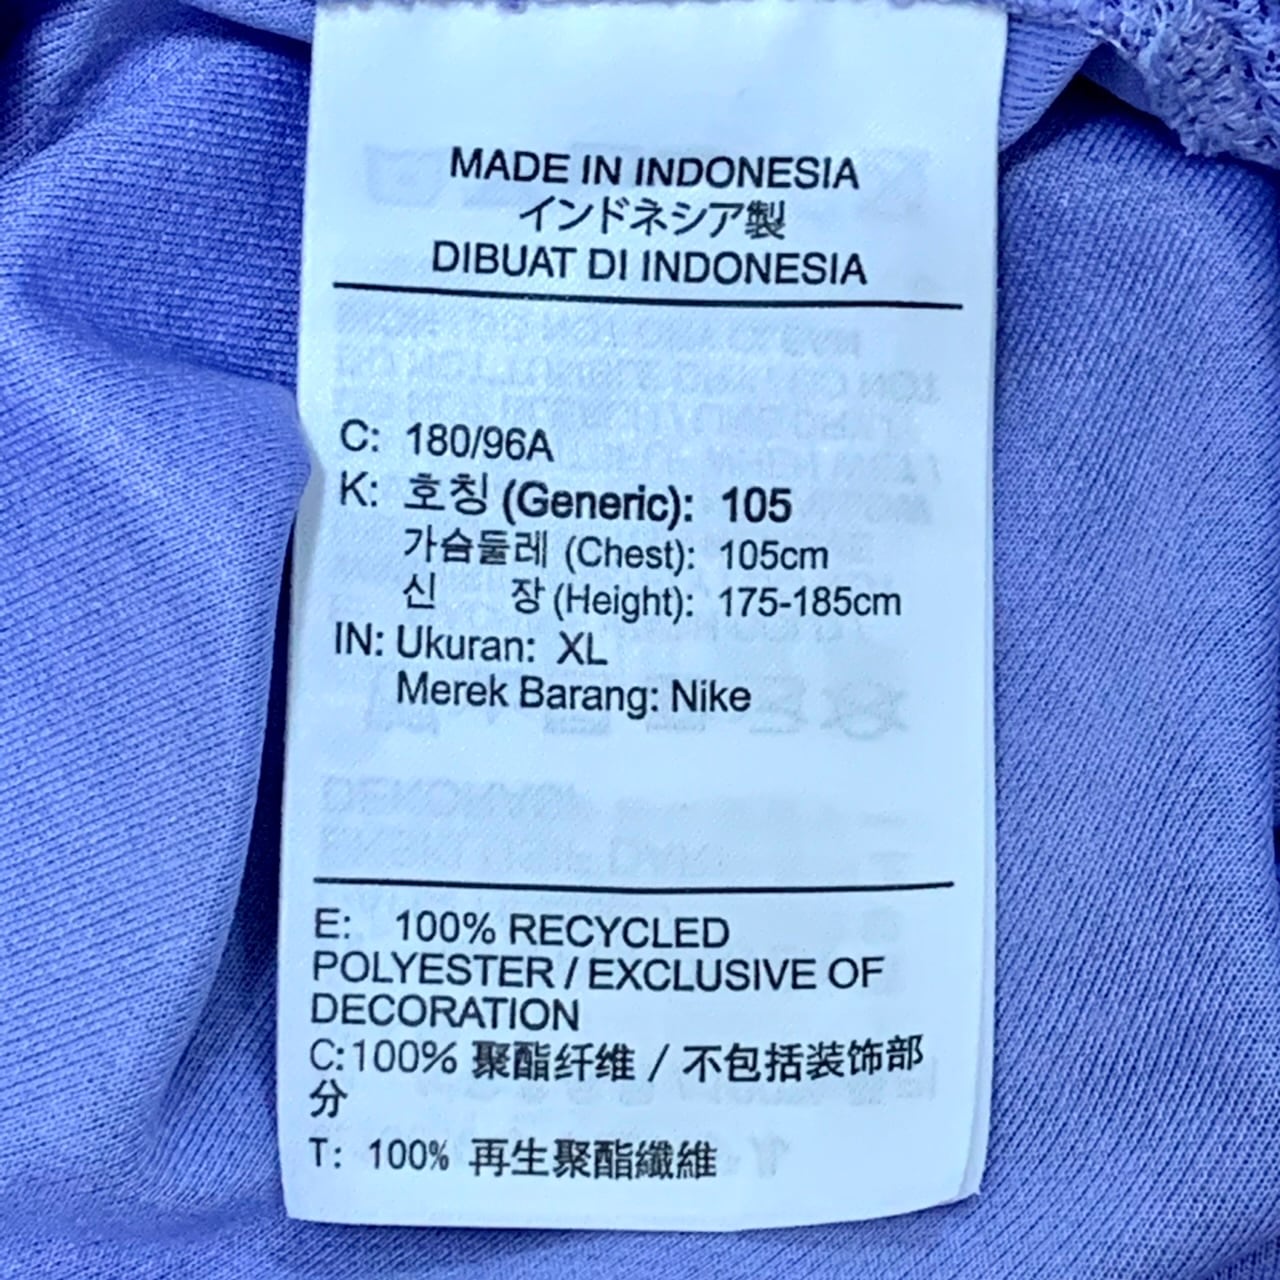 MADE IN INDONESIA
インドネシア製
DIBUAT DI INDONESIA
C: 180/96A
K: 호칭 (Generic): 105
가슴둘레 (Chest): 105cm
신 장 (Height): 175-185cm
IN: Ukuran: XL
Merek Barang: Nike
E: 100% RECYCLED
POLYESTER / EXCLUSIVE OF
DECORATION
C:100% 聚酯纤维 / 不包括装饰部
分
T: 100% 再生聚酯纖維